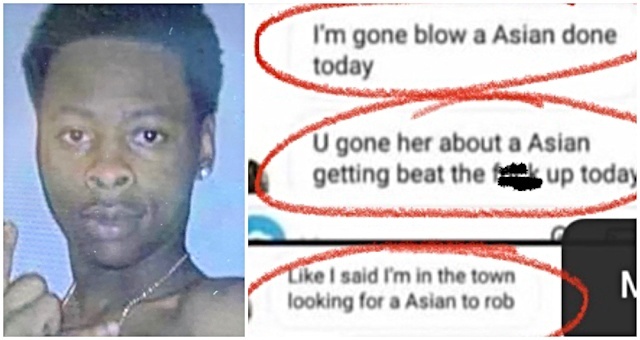 I'm gone blow a Asian done
today
U gone her about a Asian
getting beat the up today
Like I said I'm in the town
looking for a Asian to rob
M